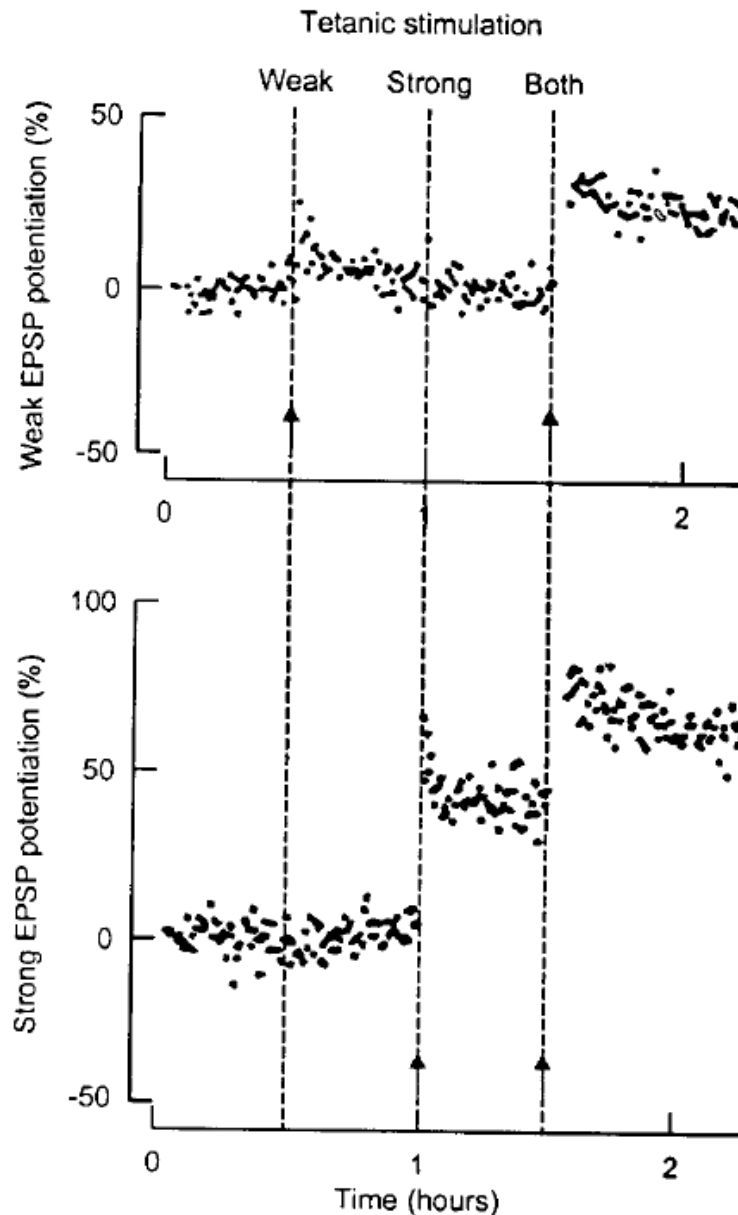 Tetanic stimulation
Weak Strong Both
50
0
-50
Weak EPSP potentiation (%)
0 1 2
100
50
0
-50
Strong EPSP potentiation (%)
0 1 2
Time (hours)